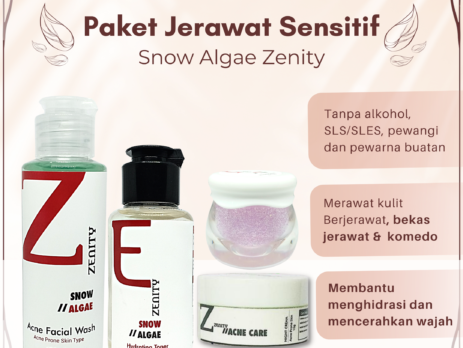 Paket Jerawat Sensitif
Snow Algae Zenity
Tanpa alkohol,
SLS/SLES, pewangi
dan pewarna buatan
Merawat kulit
Berjerawat, bekas
jerawat & komedo
Membantu
menghidrasi dan
mencerahkan wajah
Z
ZENITY
SNOW
// ALGAE
Acne Facial Wash
Acne Prone Skin Type
E
ZENITY
SNOW
// ALGAE
Hydrating Toner
Z
ZENITY
// ACNE CARE